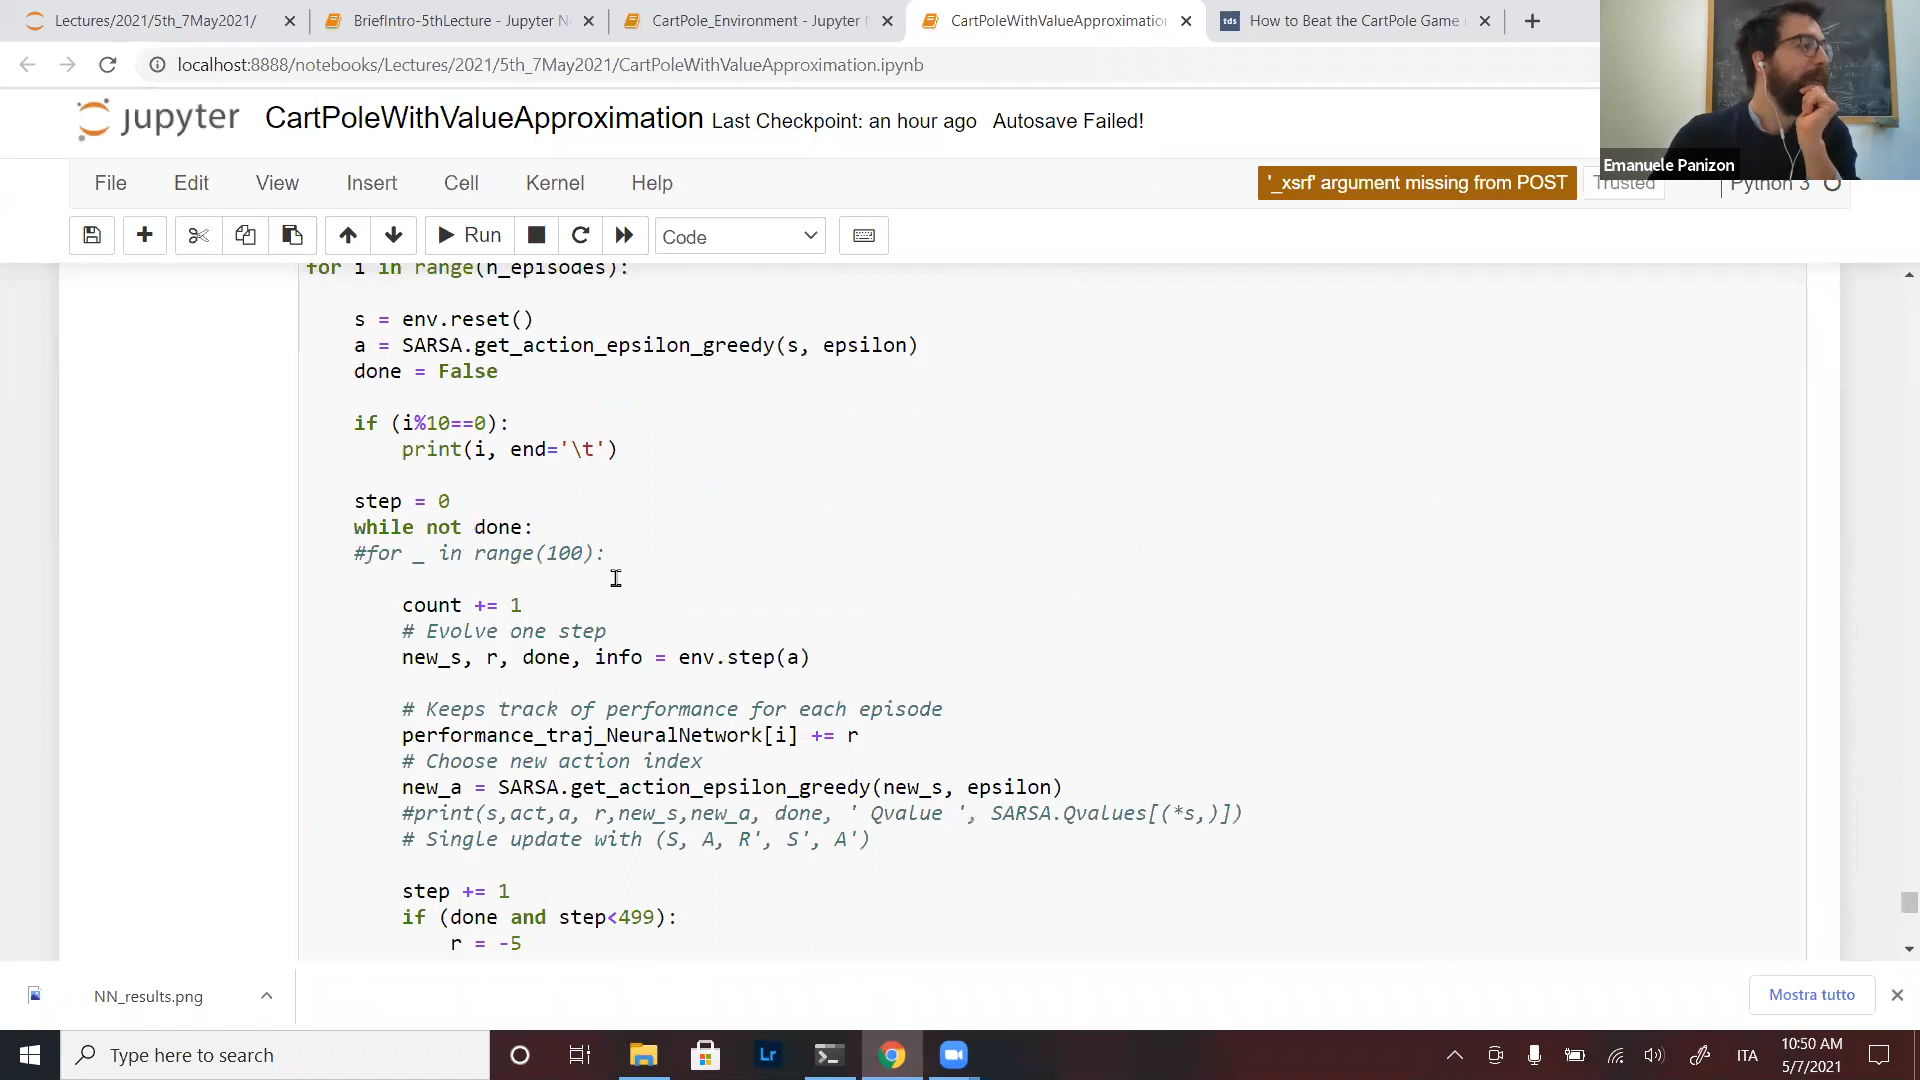 Lectures/2021/5th_7May2021/
BriefIntro-5thLecture - Jupyter N
CartPole_Environment - Jupyter
CartPoleWithValueApproximatio
tds How to Beat the CartPole Game
localhost:8888/notebooks/Lectures/2021/5th_7May2021/CartPoleWithValueApproximation.ipynb
jupyter CartPoleWithValueApproximation Last Checkpoint: an hour ago Autosave Failed!
Emanuele Panizon
File Edit View Insert Cell Kernel Help
'_xsrf' argument missing from POST Trusted Python 3
Run Code
for i in range(n_episodes):
s = env.reset()
a = SARSA.get_action_epsilon_greedy(s, epsilon)
done = False
if (i%10==0):
print(i, end='\t')
step = 0
while not done:
#for _ in range(100):
count += 1
# Evolve one step
new_s, r, done, info = env.step(a)
# Keeps track of performance for each episode
performance_traj_NeuralNetwork[i] += r
# Choose new action index
new_a = SARSA.get_action_epsilon_greedy(new_s, epsilon)
#print(s,act,a, r,new_s,new_a, done, ' Qvalue ', SARSA.Qvalues[(*s,)])
# Single update with (S, A, R', S', A')
step += 1
if (done and step<499):
r = -5
NN_results.png
Mostra tutto
Type here to search
Lr
ITA
10:50 AM
5/7/2021